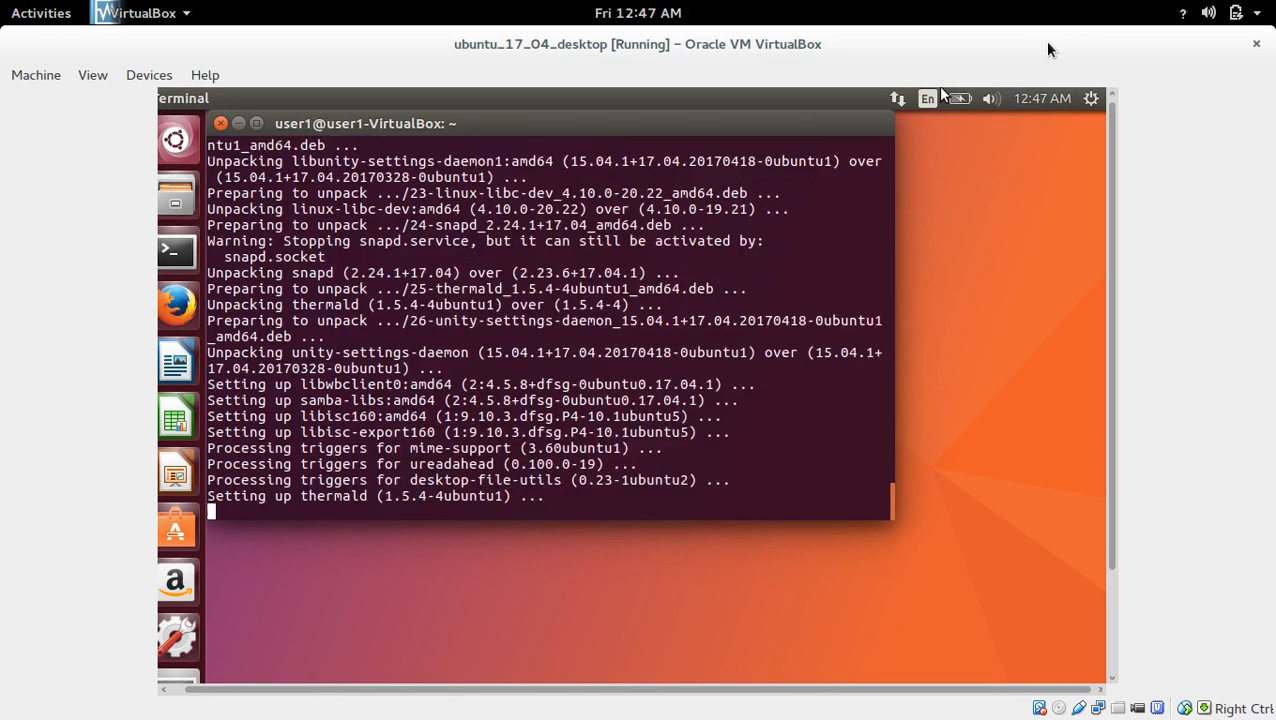 Activities VirtualBox Fri 12:47 AM ?
ubuntu_17_04_desktop [Running] – Oracle VM VirtualBox ×
Machine View Devices Help
Terminal En 12:47 AM
user1@user1-VirtualBox: ~
ntu1_amd64.deb ...
Unpacking libunity-settings-daemon1:amd64 (15.04.1+17.04.20170418-0ubuntu1) over
(15.04.1+17.04.20170328-0ubuntu1) ...
Preparing to unpack .../23-linux-libc-dev_4.10.0-20.22_amd64.deb ...
Unpacking linux-libc-dev:amd64 (4.10.0-20.22) over (4.10.0-19.21) ...
Preparing to unpack .../24-snapd_2.24.1+17.04_amd64.deb ...
Warning: Stopping snapd.service, but it can still be activated by:
snapd.socket
Unpacking snapd (2.24.1+17.04) over (2.23.6+17.04.1) ...
Preparing to unpack .../25-thermald_1.5.4-4ubuntu1_amd64.deb ...
Unpacking thermald (1.5.4-4ubuntu1) over (1.5.4-4) ...
Preparing to unpack .../26-unity-settings-daemon_15.04.1+17.04.20170418-0ubuntu1
_amd64.deb ...
Unpacking unity-settings-daemon (15.04.1+17.04.20170418-0ubuntu1) over (15.04.1+
17.04.20170328-0ubuntu1) ...
Setting up libwbclient0:amd64 (2:4.5.8+dfsg-0ubuntu0.17.04.1) ...
Setting up samba-libs:amd64 (2:4.5.8+dfsg-0ubuntu0.17.04.1) ...
Setting up libisc160:amd64 (1:9.10.3.dfsg.P4-10.1ubuntu5) ...
Setting up libisc-export160 (1:9.10.3.dfsg.P4-10.1ubuntu5) ...
Processing triggers for mime-support (3.60ubuntu1) ...
Processing triggers for ureadahead (0.100.0-19) ...
Processing triggers for desktop-file-utils (0.23-1ubuntu2) ...
Setting up thermald (1.5.4-4ubuntu1) ...
Right Ctrl